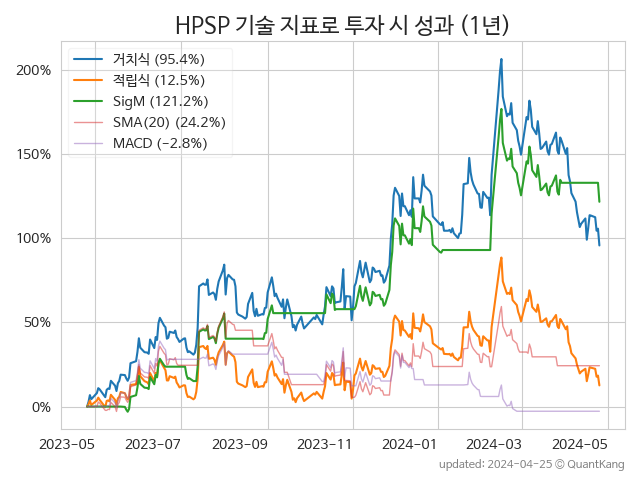 HPSP 기술 지표로 투자 시 성과 (1년)
거치식 (95.4%)
적립식 (12.5%)
SigM (121.2%)
SMA(20) (24.2%)
MACD (-2.8%)
200%
150%
100%
50%
0%
2023-05 2023-07 2023-09 2023-11 2024-01 2024-03 2024-05
updated: 2024-04-25 © QuantKang